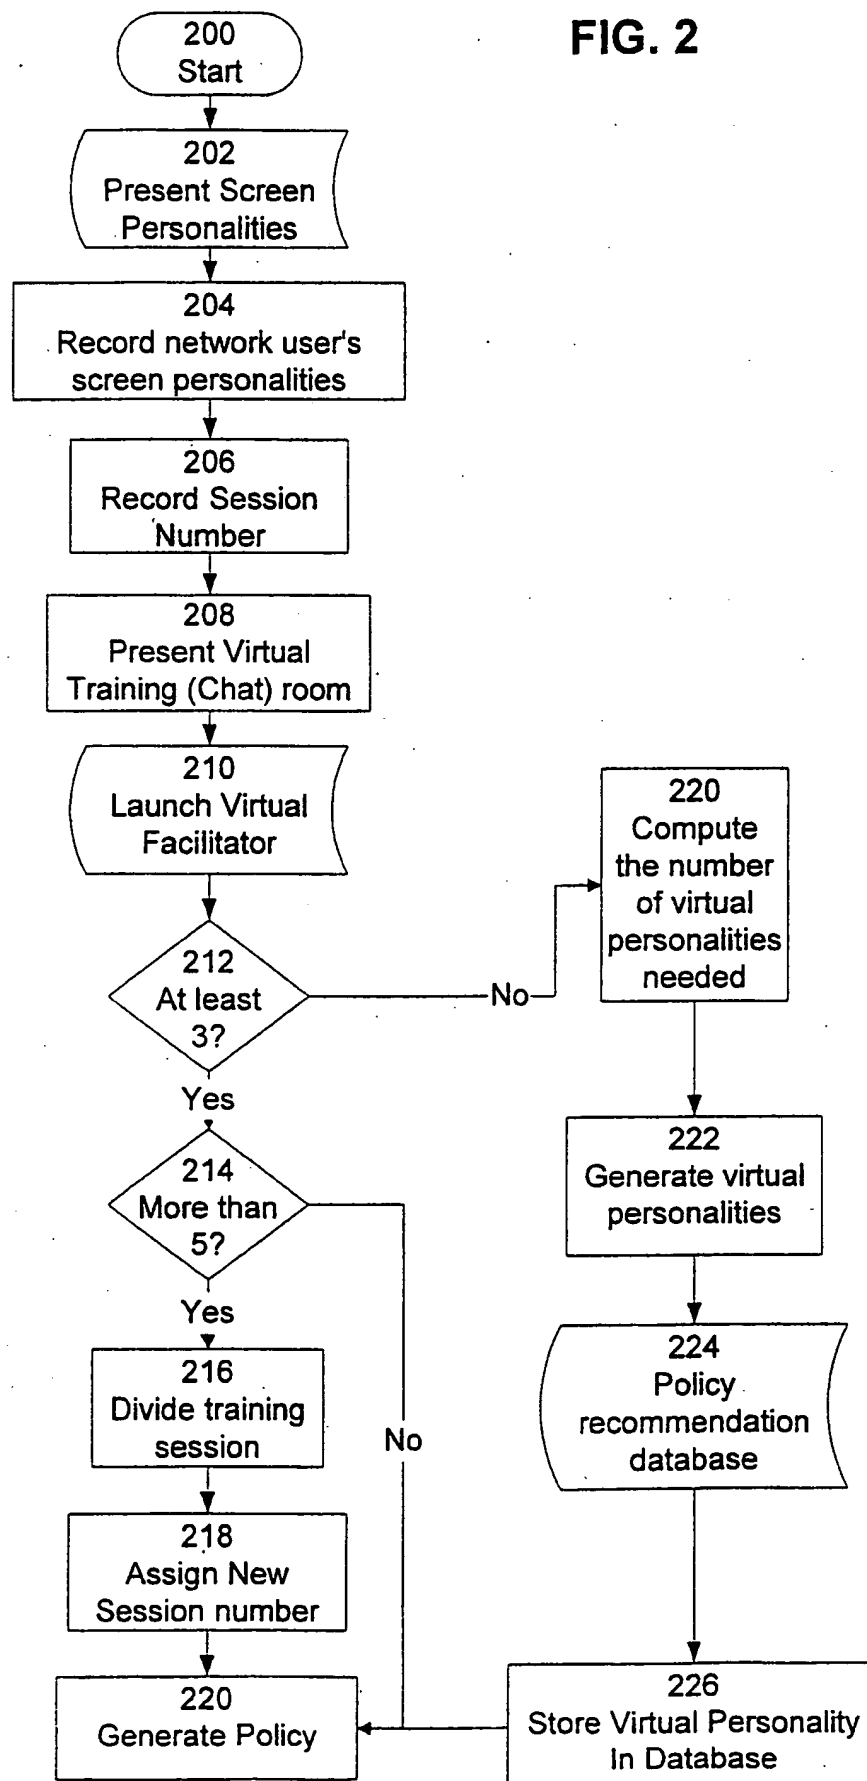 FIG. 2
200
Start
202
Present Screen
Personalities
204
Record network user's
screen personalities
206
Record Session
Number
208
Present Virtual
Training (Chat) room
210
Launch Virtual
Facilitator
212
At least
3?
No
Yes
214
More than
5?
Yes
No
216
Divide training
session
218
Assign New
Session number
220
Generate Policy
220
Compute
the number
of virtual
personalities
needed
222
Generate virtual
personalities
224
Policy
recommendation
database
226
Store Virtual Personality
In Database